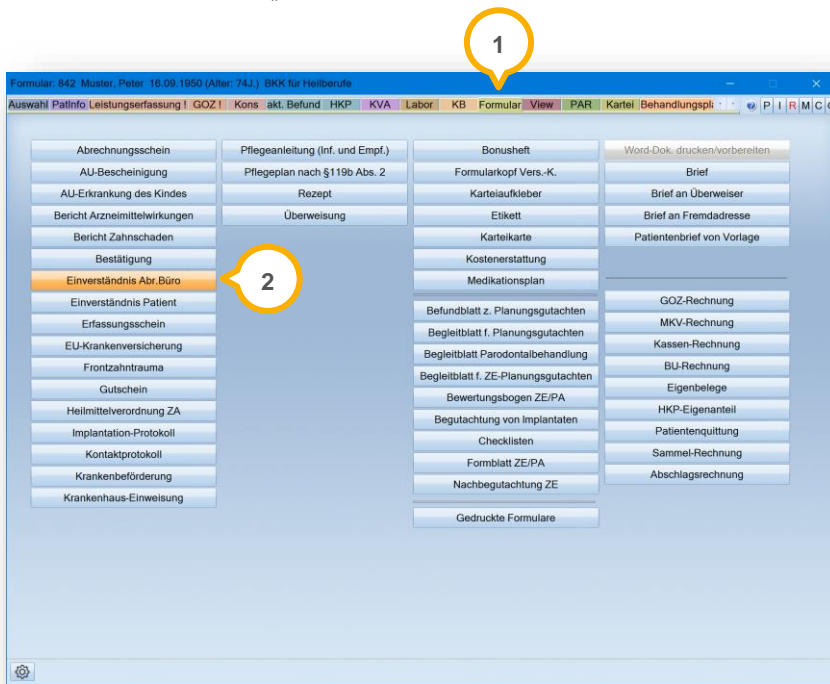 „
1
Formular: 842 Muster, Peter 16.09.1950 (Alter: 74J.) BKK für Heilberufe
Auswahl PatInfo Leistungserfassung ! GOZ ! Kons akt. Befund HKP KVA Labor KB Formular View PAR Kartei Behandlungspl P I R M C
Abrechnungsschein
AU-Bescheinigung
AU-Erkrankung des Kindes
Bericht Arzneimittelwirkungen
Bericht Zahnschaden
Bestätigung
Einverständnis Abr.Büro
2
Einverständnis Patient
Erfassungsschein
EU-Krankenversicherung
Frontzahntrauma
Gutschein
Heilmittelverordnung ZA
Implantation-Protokoll
Kontaktprotokoll
Krankenbeförderung
Krankenhaus-Einweisung
Pflegeanleitung (Inf. und Empf.)
Pflegeplan nach §119b Abs. 2
Rezept
Überweisung
Bonusheft
Formularkopf Vers.-K.
Karteiaufkleber
Etikett
Karteikarte
Kostenerstattung
Medikationsplan
Befundblatt z. Planungsgutachten
Begleitblatt f. Planungsgutachten
Begleitblatt Parodontalbehandlung
Begleitblatt f. ZE-Planungsgutachten
Bewertungsbogen ZE/PA
Begutachtung von Implantaten
Checklisten
Formblatt ZE/PA
Nachbegutachtung ZE
Gedruckte Formulare
Word-Dok. drucken/vorbereiten
Brief
Brief an Überweiser
Brief an Fremdadresse
Patientenbrief von Vorlage
GOZ-Rechnung
MKV-Rechnung
Kassen-Rechnung
BU-Rechnung
Eigenbelege
HKP-Eigenanteil
Patientenquittung
Sammel-Rechnung
Abschlagsrechnung